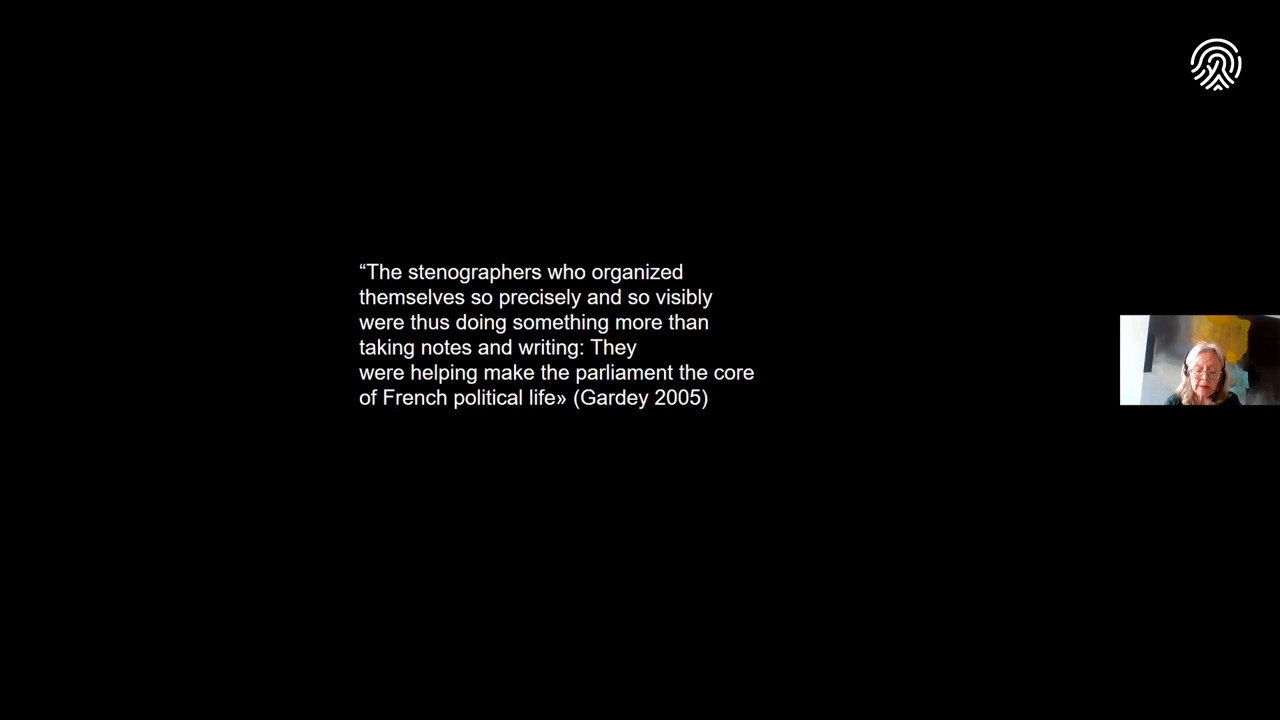 “The stenographers who organized
themselves so precisely and so visibly
were thus doing something more than
taking notes and writing: They
were helping make the parliament the core
of French political life» (Gardey 2005)